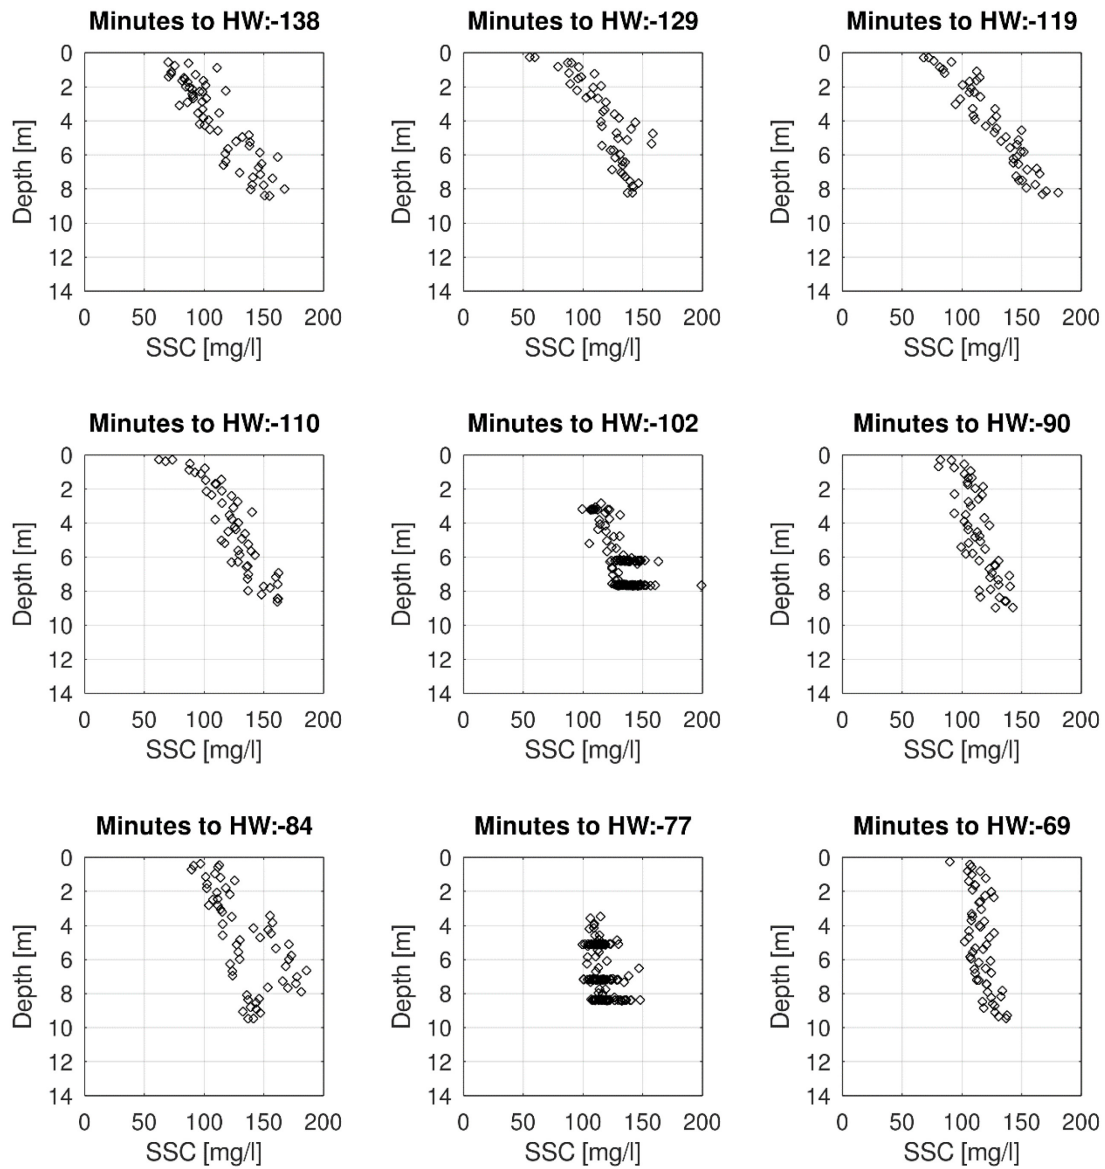 Minutes to HW:-138
Minutes to HW:-129
Minutes to HW:-119
0
2
4
6
8
10
12
14
Depth [m]
0 50 100 150 200
SSC [mg/l]
0
2
4
6
8
10
12
14
Depth [m]
0 50 100 150 200
SSC [mg/l]
0
2
4
6
8
10
12
14
Depth [m]
0 50 100 150 200
SSC [mg/l]
Minutes to HW:-110
Minutes to HW:-102
Minutes to HW:-90
0
2
4
6
8
10
12
14
Depth [m]
0 50 100 150 200
SSC [mg/l]
0
2
4
6
8
10
12
14
Depth [m]
0 50 100 150 200
SSC [mg/l]
0
2
4
6
8
10
12
14
Depth [m]
0 50 100 150 200
SSC [mg/l]
Minutes to HW:-84
Minutes to HW:-77
Minutes to HW:-69
0
2
4
6
8
10
12
14
Depth [m]
0 50 100 150 200
SSC [mg/l]
0
2
4
6
8
10
12
14
Depth [m]
0 50 100 150 200
SSC [mg/l]
0
2
4
6
8
10
12
14
Depth [m]
0 50 100 150 200
SSC [mg/l]